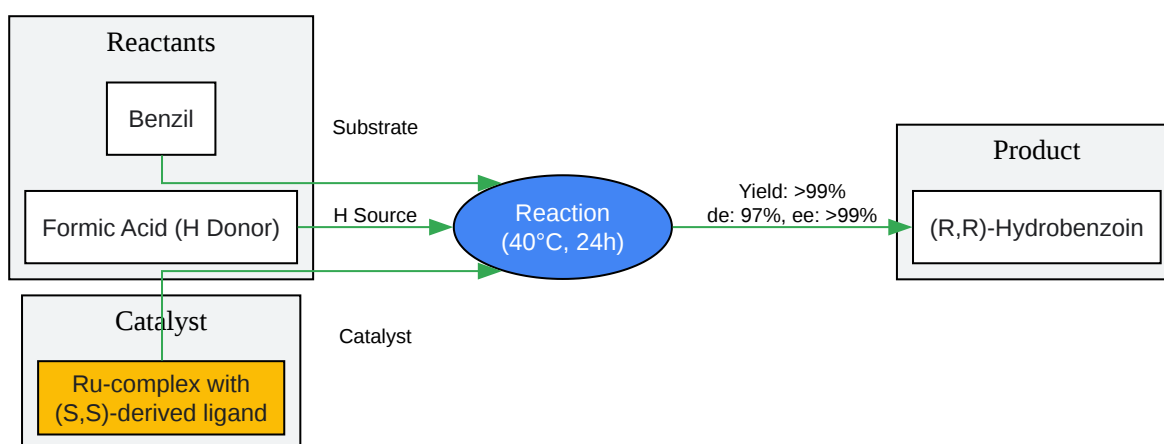 Reactants
Benzil
Formic Acid (H Donor)
Substrate
H Source
Reaction
(40°C, 24h)
Yield: >99%
de: 97%, ee: >99%
Product
(R,R)-Hydrobenzoin
Catalyst
Ru-complex with
(S,S)-derived ligand
Catalyst